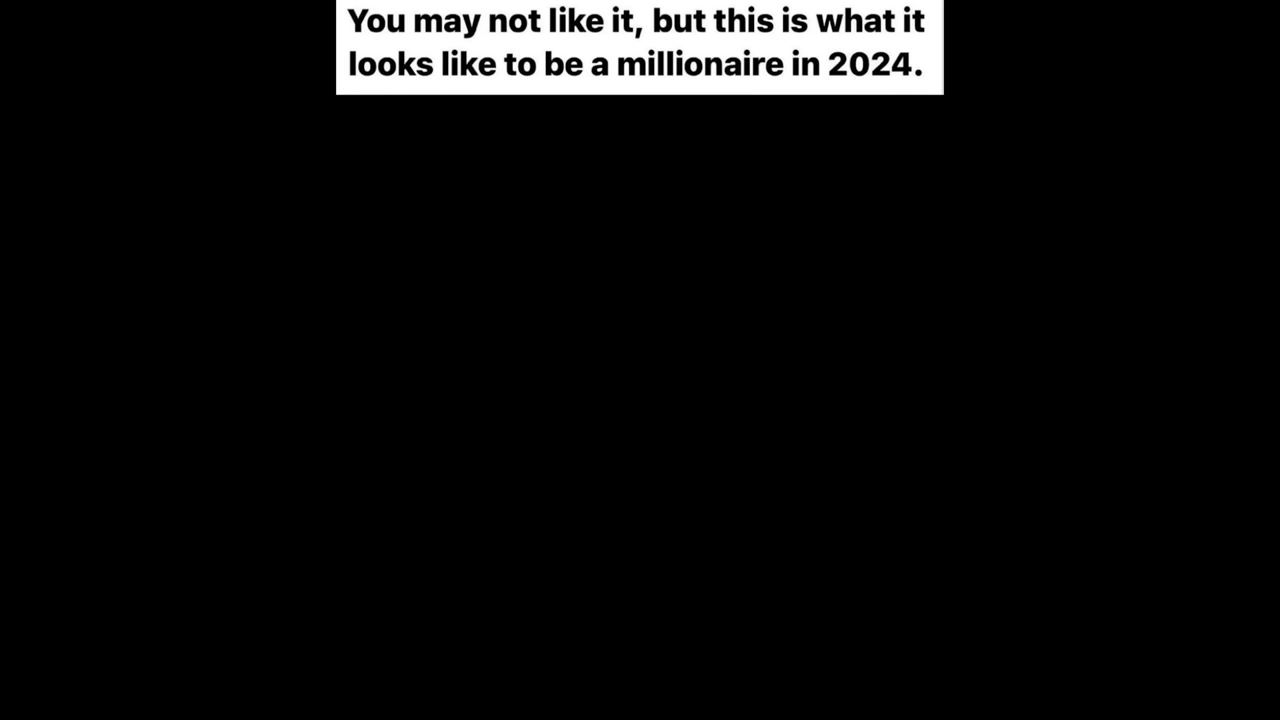 You may not like it, but this is what it
looks like to be a millionaire in 2024.